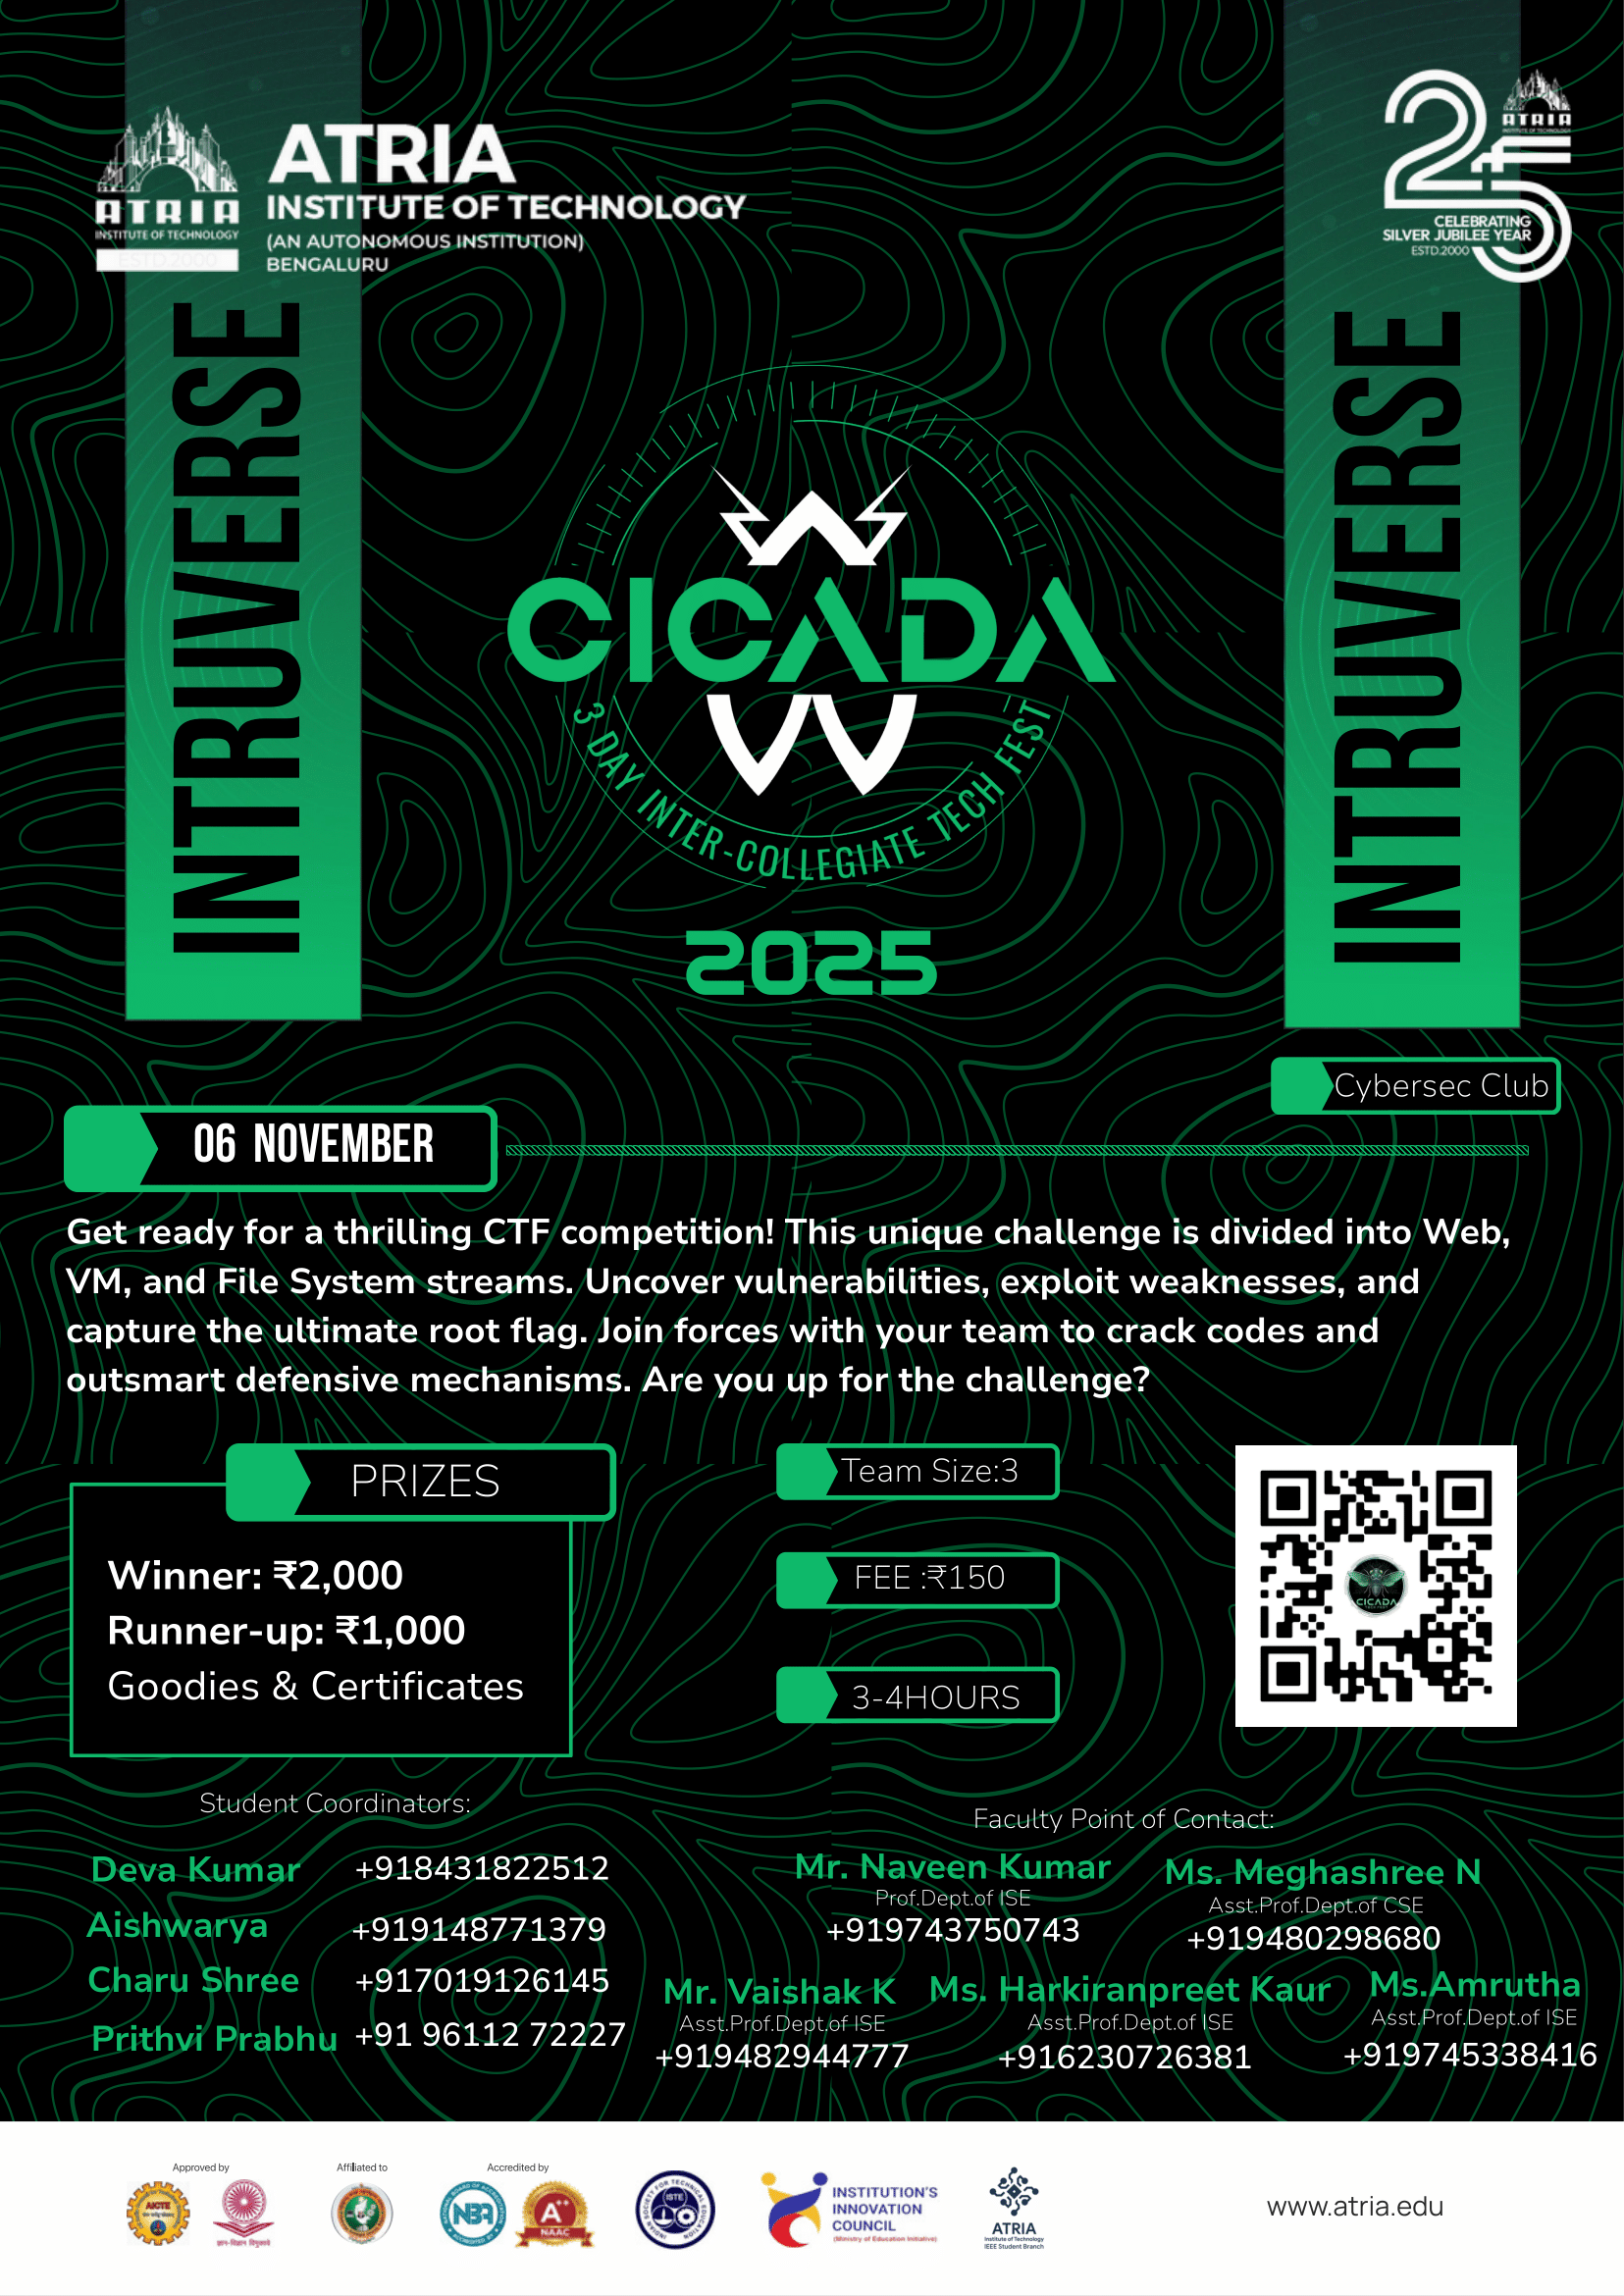 ATRIA
INSTITUTE OF TECHNOLOGY
ESTD.2000
ATRIA
INSTITUTE OF TECHNOLOGY
(AN AUTONOMOUS INSTITUTION)
BENGALURU
25
ATRIA
CELEBRATING
SILVER JUBILEE YEAR
ESTD.2000
INTRUVERSE
INTRUVERSE
CICADA
3 DAY INTER-COLLEGIATE TECH FEST
2025
Cybersec Club
06 NOVEMBER
Get ready for a thrilling CTF competition! This unique challenge is divided into Web,
VM, and File System streams. Uncover vulnerabilities, exploit weaknesses, and
capture the ultimate root flag. Join forces with your team to crack codes and
outsmart defensive mechanisms. Are you up for the challenge?
PRIZES
Winner: ₹2,000
Runner-up: ₹1,000
Goodies & Certificates
Team Size:3
FEE :₹150
3-4HOURS
CICADA
Student Coordinators:
Deva Kumar +918431822512
Aishwarya +919148771379
Charu Shree +917019126145
Prithvi Prabhu +91 96112 72227
Faculty Point of Contact:
Mr. Naveen Kumar
Prof.Dept.of ISE
+919743750743
Ms. Meghashree N
Asst.Prof.Dept.of CSE
+919480298680
Mr. Vaishak K
Asst.Prof.Dept.of ISE
+919482944777
Ms. Harkiranpreet Kaur
Asst.Prof.Dept.of ISE
+916230726381
Ms.Amrutha
Asst.Prof.Dept.of ISE
+919745338416
Approved by
AICTE
Affiliated to
Accredited by
NBA
A++
NAAC
ISTE
INSTITUTION'S
INNOVATION
COUNCIL
(Ministry of Education Initiative)
ATRIA
Institute of Technology
IEEE Student Branch
www.atria.edu